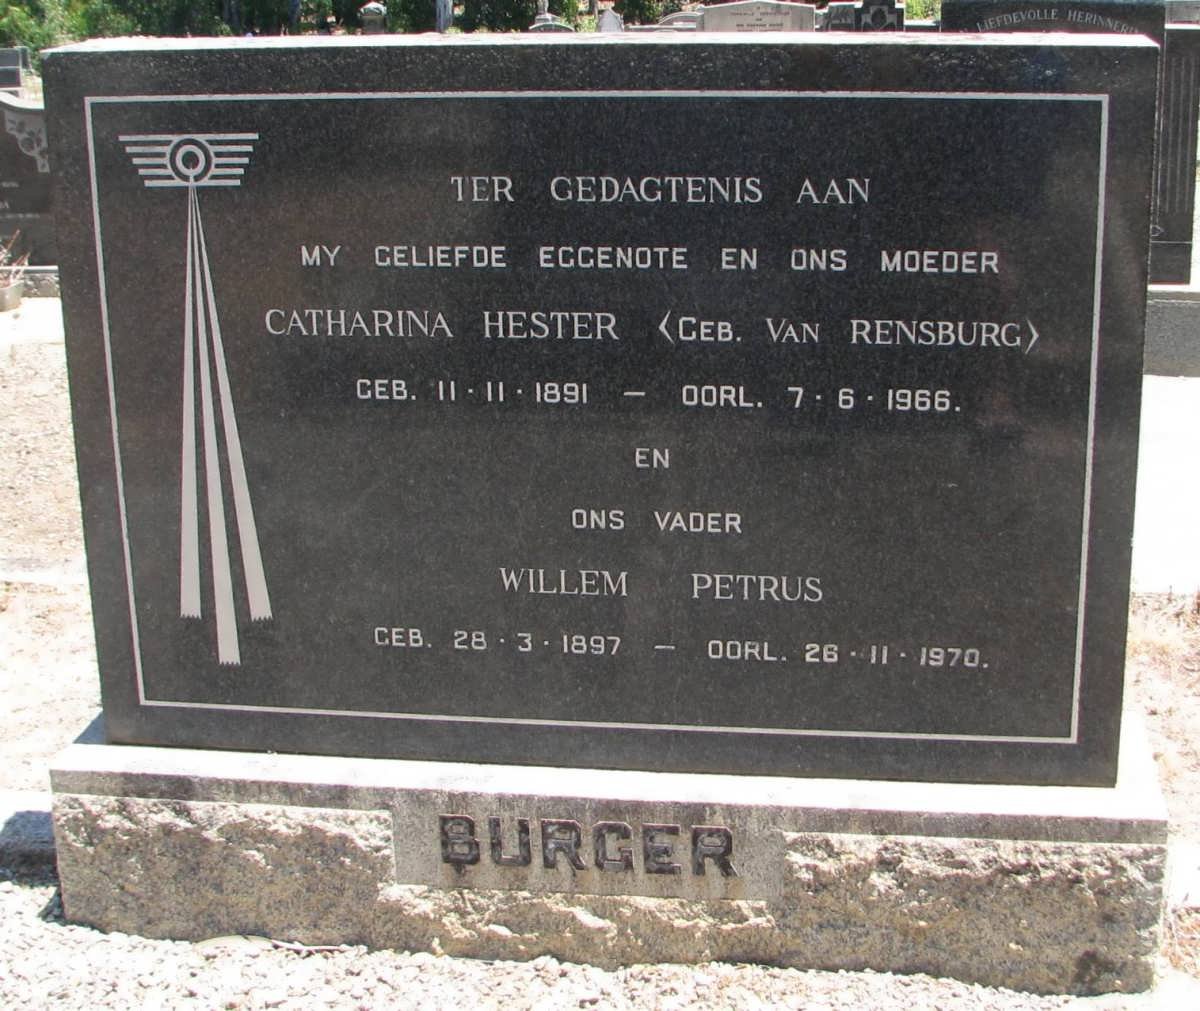 LIEFDEVOLLE
TER GEDAGTENIS AAN
MY GELIEFDE EGGENOTE EN ONS MOEDER
CATHARINA HESTER (GEB. VAN RENSBURG)
GEB. 11·11·1891 – OORL. 7·6·1966.
EN
ONS VADER
WILLEM PETRUS
GEB. 28·3·1897 – OORL. 26·11·1970.
BURGER